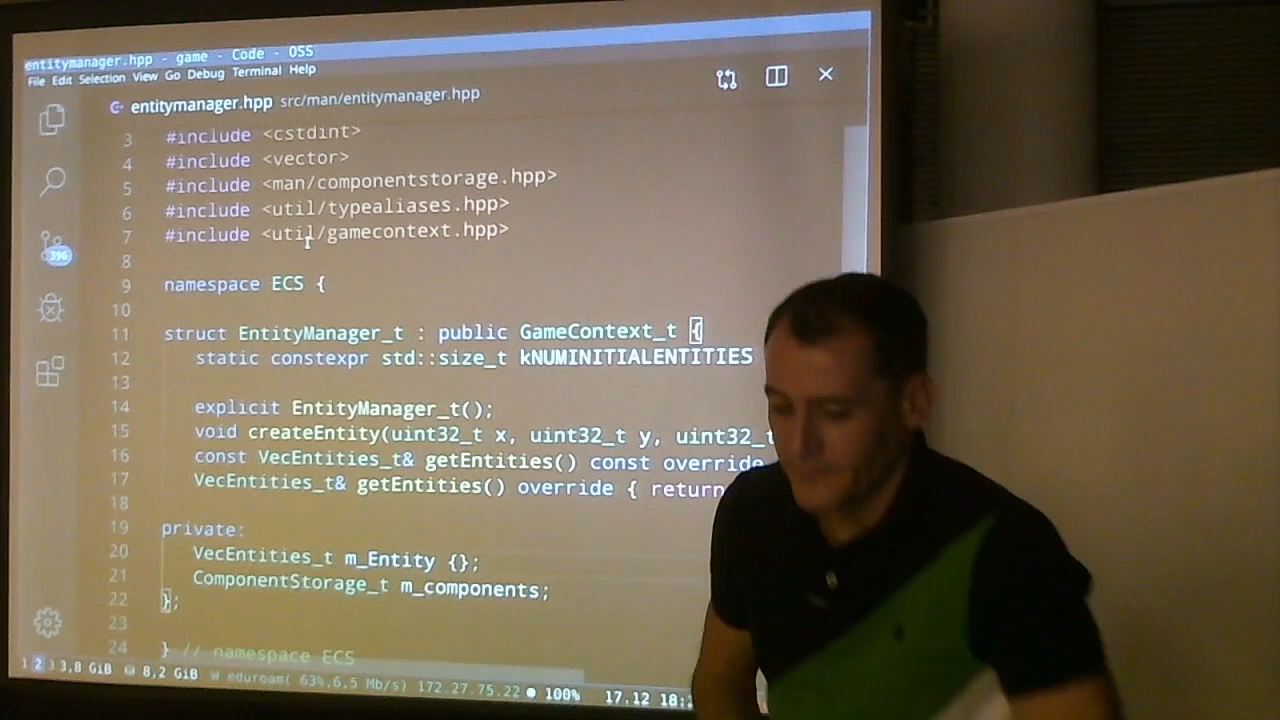 entitymanager.hpp - game - Code - OSS
File Edit Selection View Go Debug Terminal Help
entitymanager.hpp src/man/entitymanager.hpp
3 #include <cstdint>
4 #include <vector>
5 #include <man/componentstorage.hpp>
6 #include <util/typealiases.hpp>
7 #include <util/gamecontext.hpp>
396
8
9 namespace ECS {
10
11 struct EntityManager_t : public GameContext_t {
12 static constexpr std::size_t kNUMINITIALENTITIES
13
14 explicit EntityManager_t();
15 void createEntity(uint32_t x, uint32_t y, uint32_t
16 const VecEntities_t& getEntities() const override
17 VecEntities_t& getEntities() override { return
18
19 private:
20 VecEntities_t m_Entity {};
21 ComponentStorage_t m_components;
22 };
23
24 } // namespace ECS
1 2 3 3,8 GiB 8,2 GiB W eduroam( 63%,6.5 Mb/s) 172.27.75.22 100% 17.12 18: